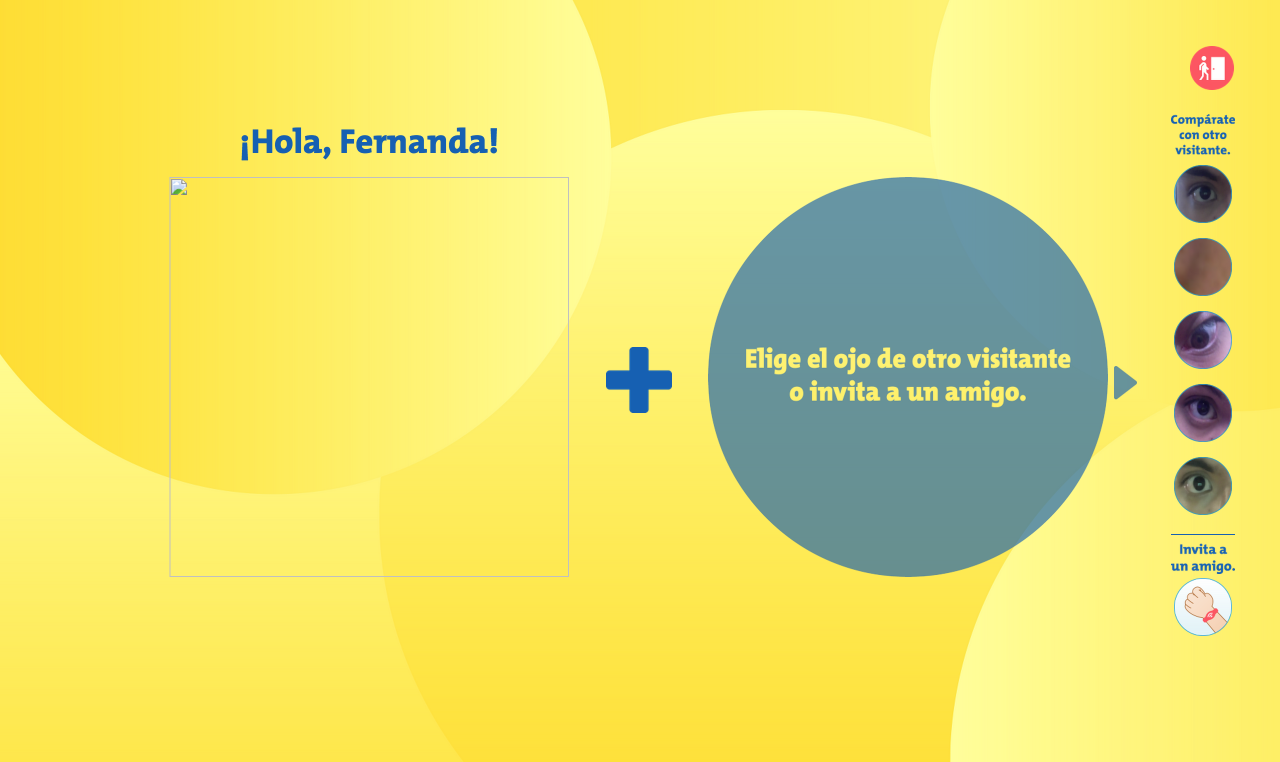 ¡Hola, Fernanda!
Elige el ojo de otro visitante
o invita a un amigo.
Compárate
con otro
visitante.
Invita a
un amigo.